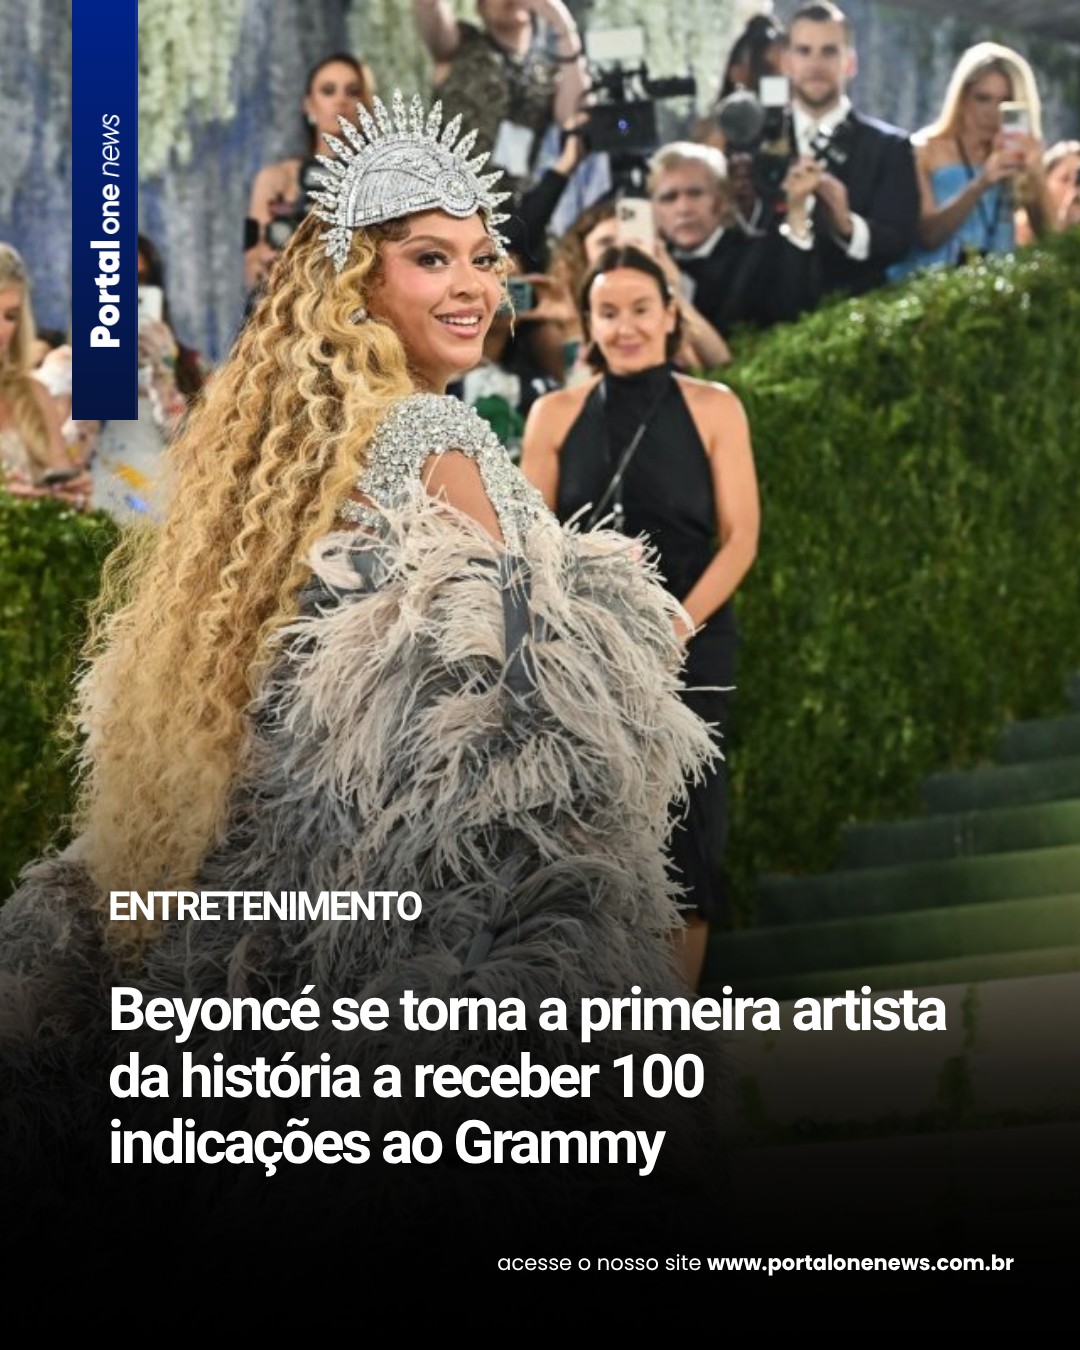 Portal one news
ENTRETENIMENTO
Beyoncé se torna a primeira artista
da história a receber 100
indicações ao Grammy
acesse o nosso site www.portalonenews.com.br